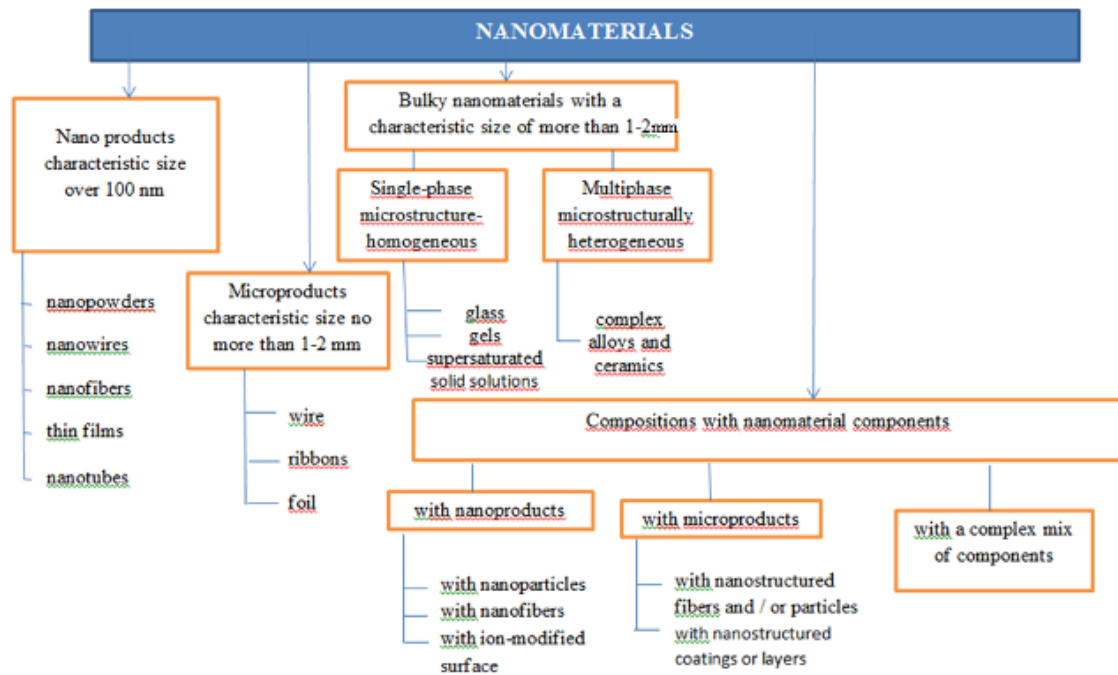 NANOMATERIALS
Nano products
characteristic size
over 100 nm
nanopowders
nanowires
nanofibers
thin films
nanotubes
Microproducts
characteristic size no
more than 1-2 mm
wire
ribbons
foil
Bulky nanomaterials with a
characteristic size of more than 1-2mm
Single-phase
microstructure-
homogeneous
glass
gels
supersaturated
solid solutions
Multiphase
microstructurally
heterogeneous
complex
alloys and
ceramics
Compositions with nanomaterial components
with nanoproducts
with nanoparticles
with nanofibers
with ion-modified
surface
with microproducts
with nanostructured
fibers and / or particles
with nanostructured
coatings or layers
with a complex mix
of components